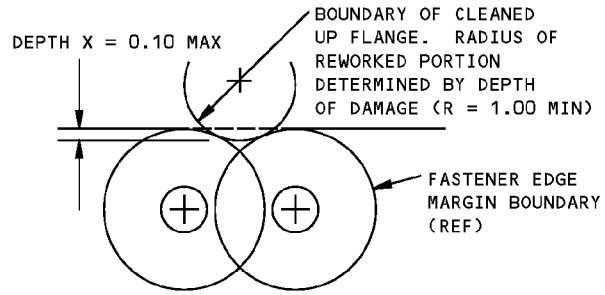 DEPTH X = 0.10 MAX
BOUNDARY OF CLEANED
UP FLANGE. RADIUS OF
REWORKED PORTION
DETERMINED BY DEPTH
OF DAMAGE (R = 1.00 MIN)
FASTENER EDGE
MARGIN BOUNDARY
(REF)